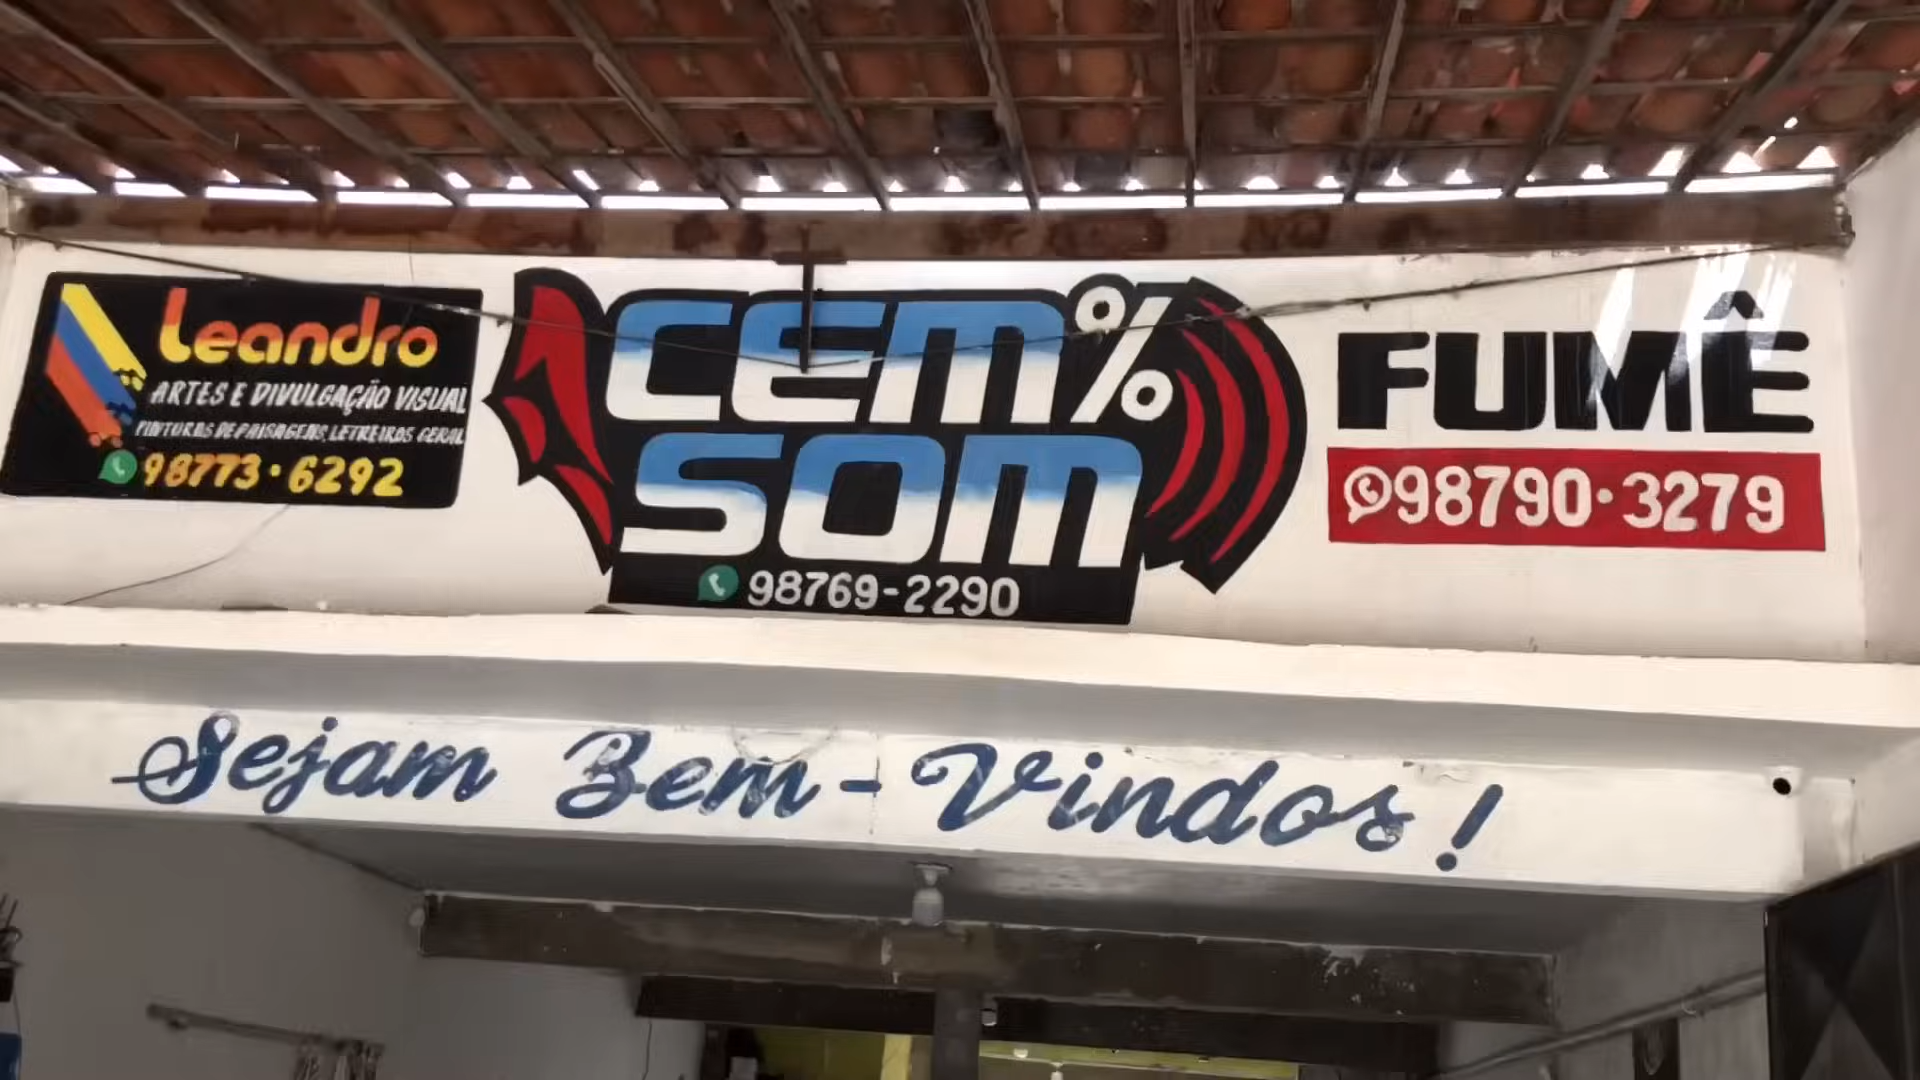 Leandro
ARTES E DIVULGAÇÃO VISUAL
PINTURAS DE PAISAGENS, LETREIROS GERAL
98773·6292
CEM%
SOM
98769-2290
FUMÊ
98790·3279
Sejam Bem-Vindos!